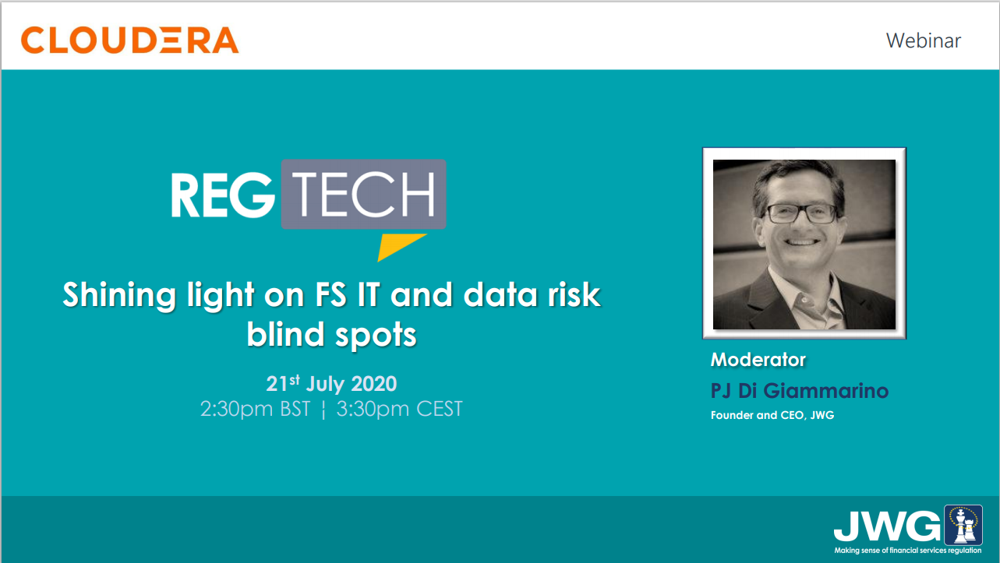 CLOUDERA
Webinar
REG TECH
Shining light on FS IT and data risk
blind spots
21st July 2020
2:30pm BST ¦ 3:30pm CEST
Moderator
PJ Di Giammarino
Founder and CEO, JWG
JWG
Making sense of financial services regulation